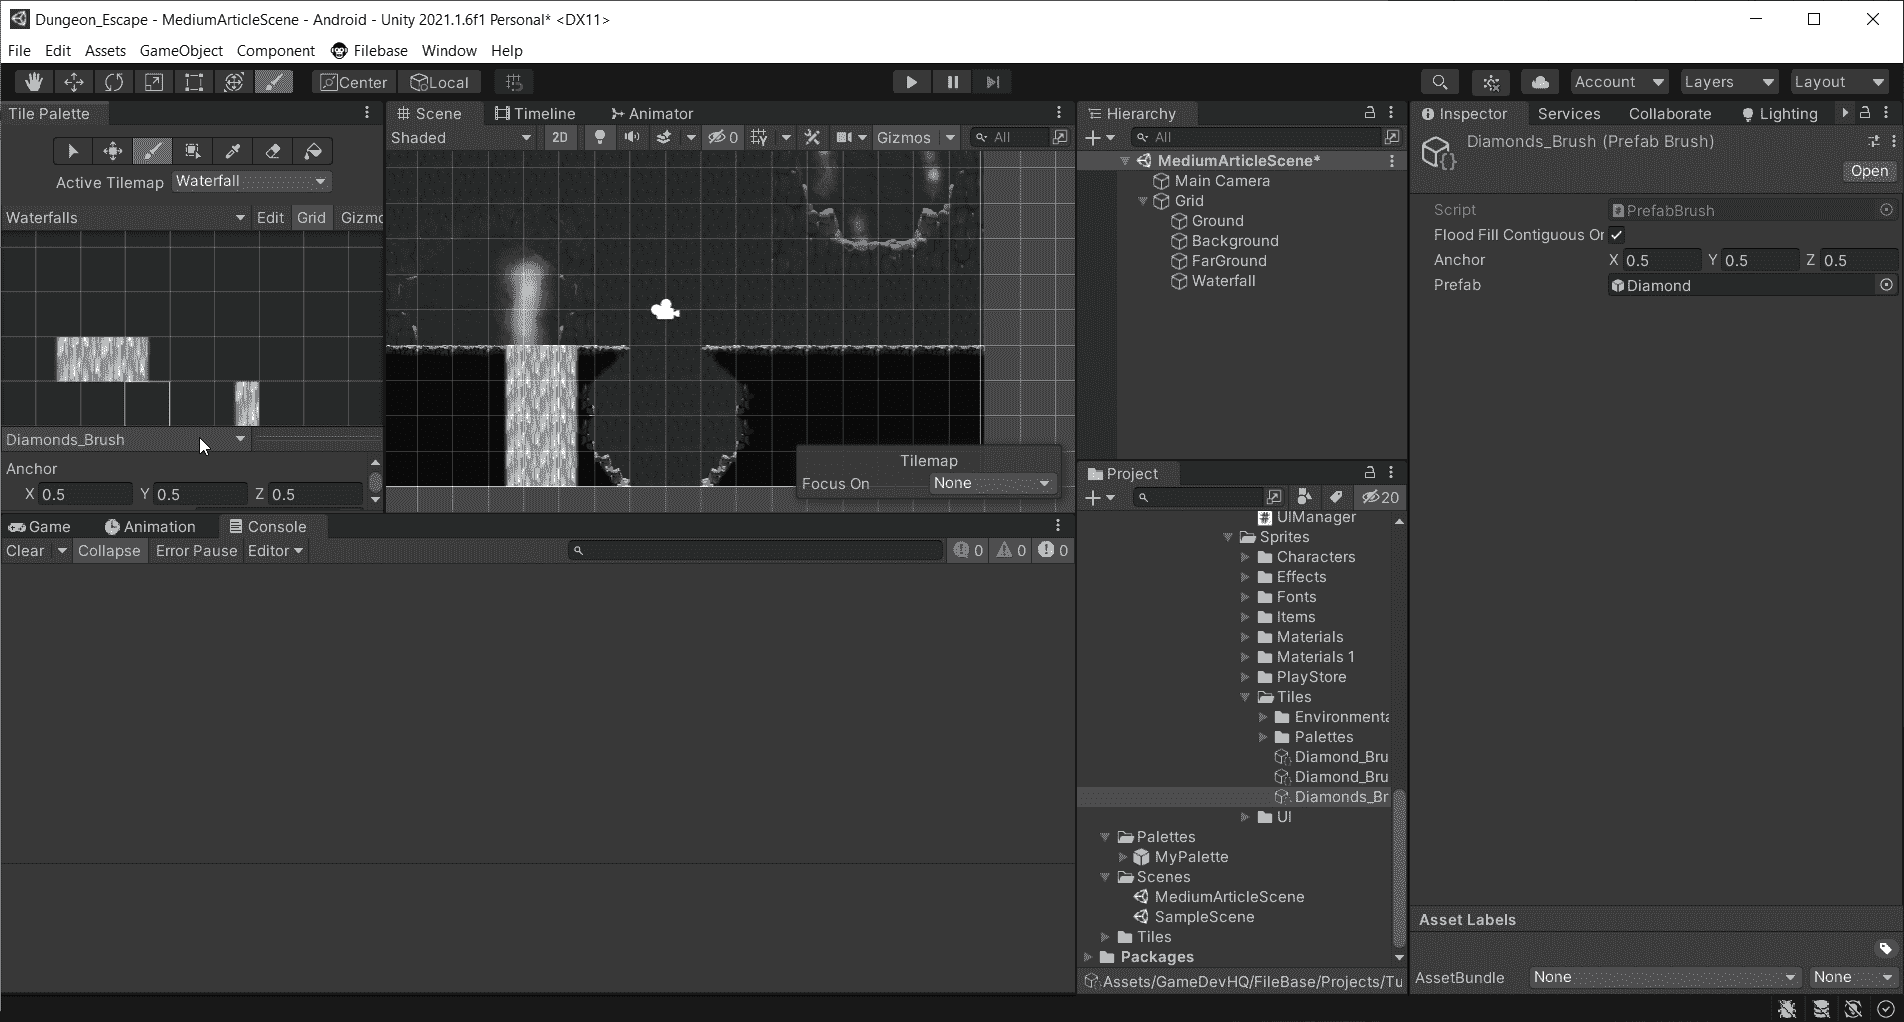 Dungeon_Escape - MediumArticleScene - Android - Unity 2021.1.6f1 Personal* <DX11>
File Edit Assets GameObject Component Filebase Window Help
Center Local Account Layers Layout
Tile Palette
Active Tilemap Waterfall
Waterfalls Edit Grid Gizmo
Diamonds_Brush
Anchor
X 0.5 Y 0.5 Z 0.5
Scene Timeline Animator
Shaded 2D 0 Gizmos All
Tilemap
Focus On None
Game Animation Console
Clear Collapse Error Pause Editor 0 0 0
Hierarchy
All
MediumArticleScene*
Main Camera
Grid
Ground
Background
FarGround
Waterfall
Project
20
UIManager
Sprites
Characters
Effects
Fonts
Items
Materials
Materials 1
PlayStore
Tiles
Environmenta
Palettes
Diamond_Bru
Diamond_Bru
Diamonds_Br
UI
Palettes
MyPalette
Scenes
MediumArticleScene
SampleScene
Tiles
Packages
Assets/GameDevHQ/FileBase/Projects/Tu
Inspector Services Collaborate Lighting
Diamonds_Brush (Prefab Brush)
Open
Script PrefabBrush
Flood Fill Contiguous Or
Anchor X 0.5 Y 0.5 Z 0.5
Prefab Diamond
Asset Labels
AssetBundle None None